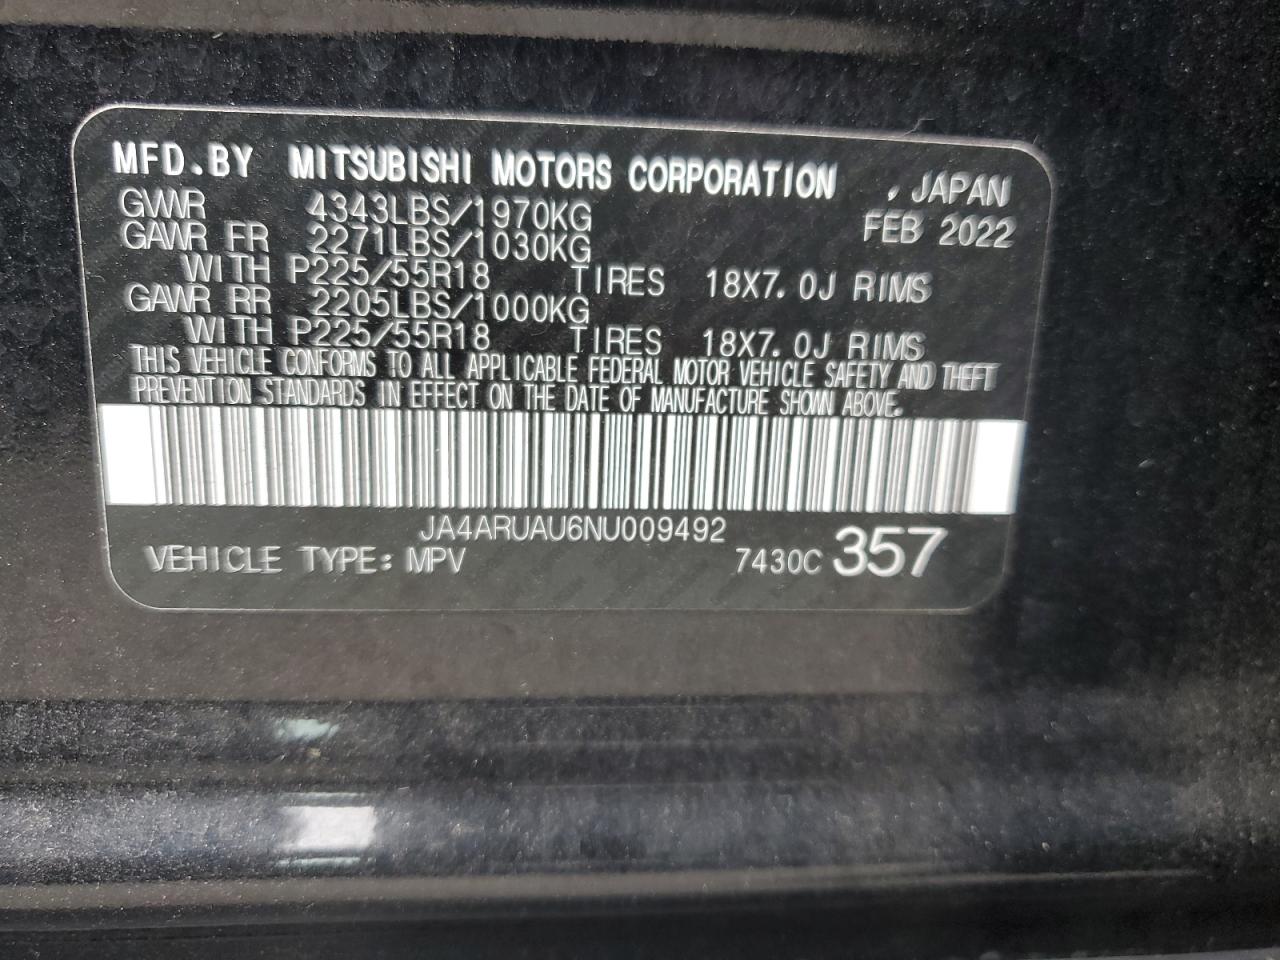 MFD.BY MITSUBISHI MOTORS CORPORATION , JAPAN
GVWR 4343LBS/1970KG FEB 2022
GAWR FR 2271LBS/1030KG
WITH P225/55R18 TIRES 18X7.0J RIMS
GAWR RR 2205LBS/1000KG
WITH P225/55R18 TIRES 18X7.0J RIMS
THIS VEHICLE CONFORMS TO ALL APPLICABLE FEDERAL MOTOR VEHICLE SAFETY AND THEFT
PREVENTION STANDARDS IN EFFECT ON THE DATE OF MANUFACTURE SHOWN ABOVE.
JA4ARUAU6NU009492
VEHICLE TYPE: MPV 7430C 357